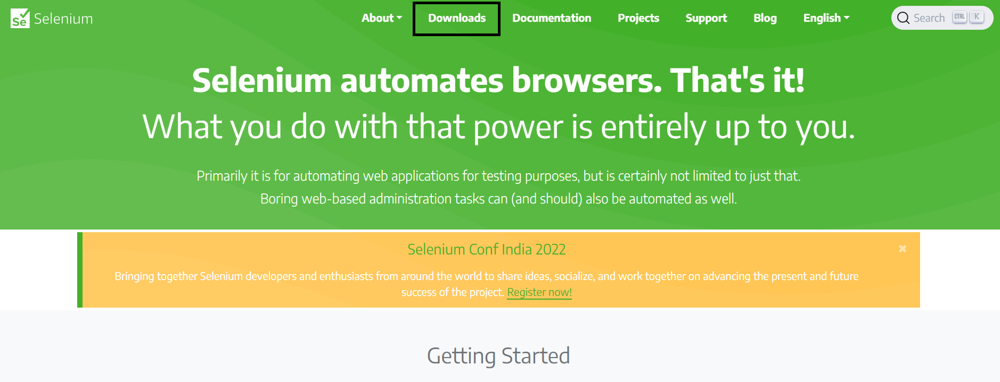 Se Selenium
About Downloads Documentation Projects Support Blog English Search CTRL K
Selenium automates browsers. That's it!
What you do with that power is entirely up to you.
Primarily it is for automating web applications for testing purposes, but is certainly not limited to just that.
Boring web-based administration tasks can (and should) also be automated as well.
Selenium Conf India 2022
Bringing together Selenium developers and enthusiasts from around the world to share ideas, socialize, and work together on advancing the present and future
success of the project. Register now!
Getting Started